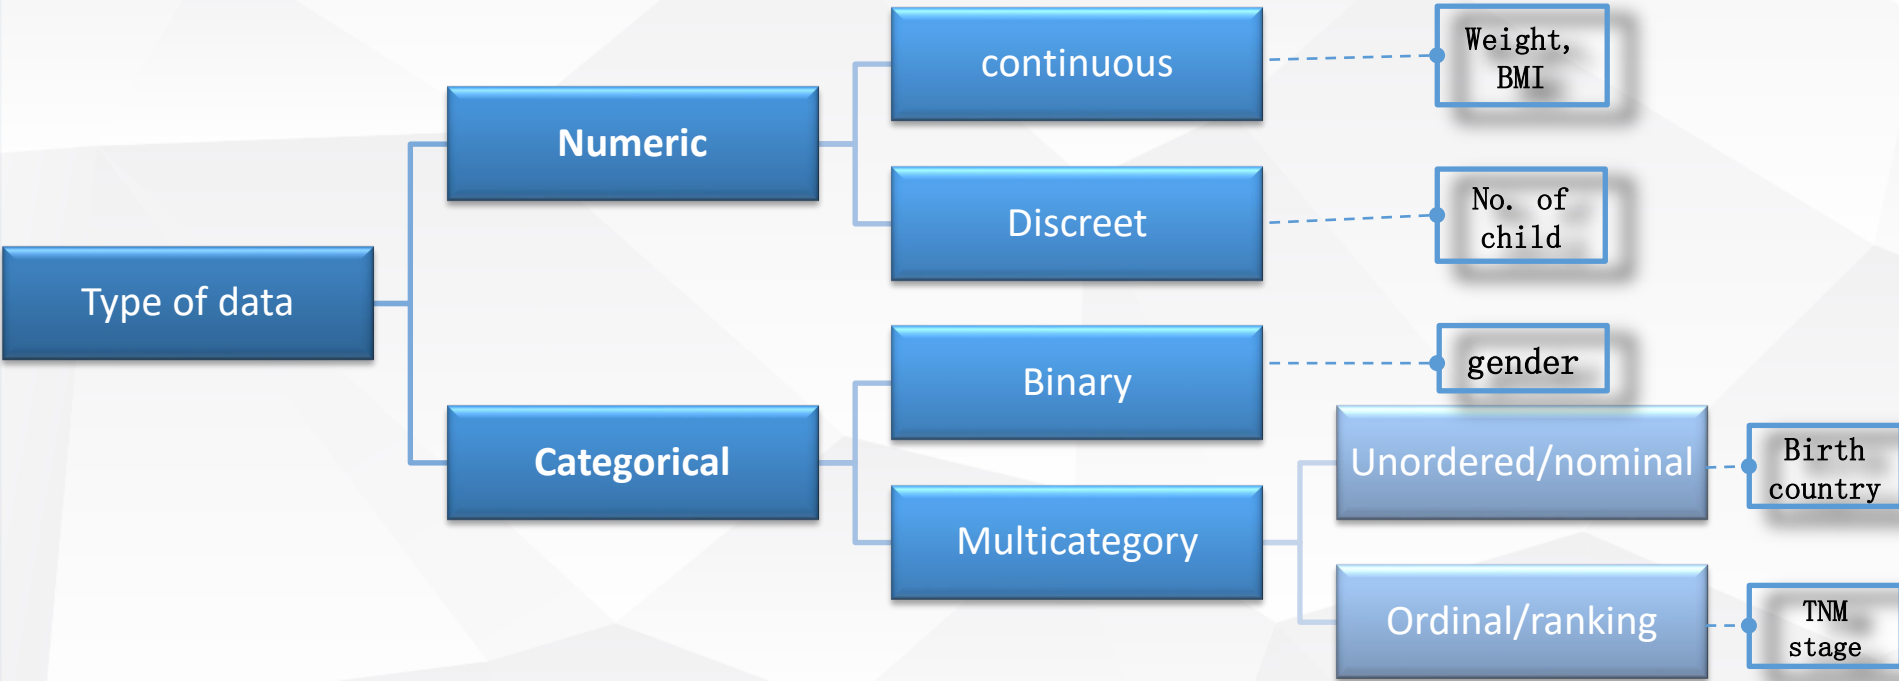 Type of data
Numeric
continuous
Weight,
BMI
Discreet
No. of
child
Categorical
Binary
gender
Multicategory
Unordered/nominal
Birth
country
Ordinal/ranking
TNM
stage